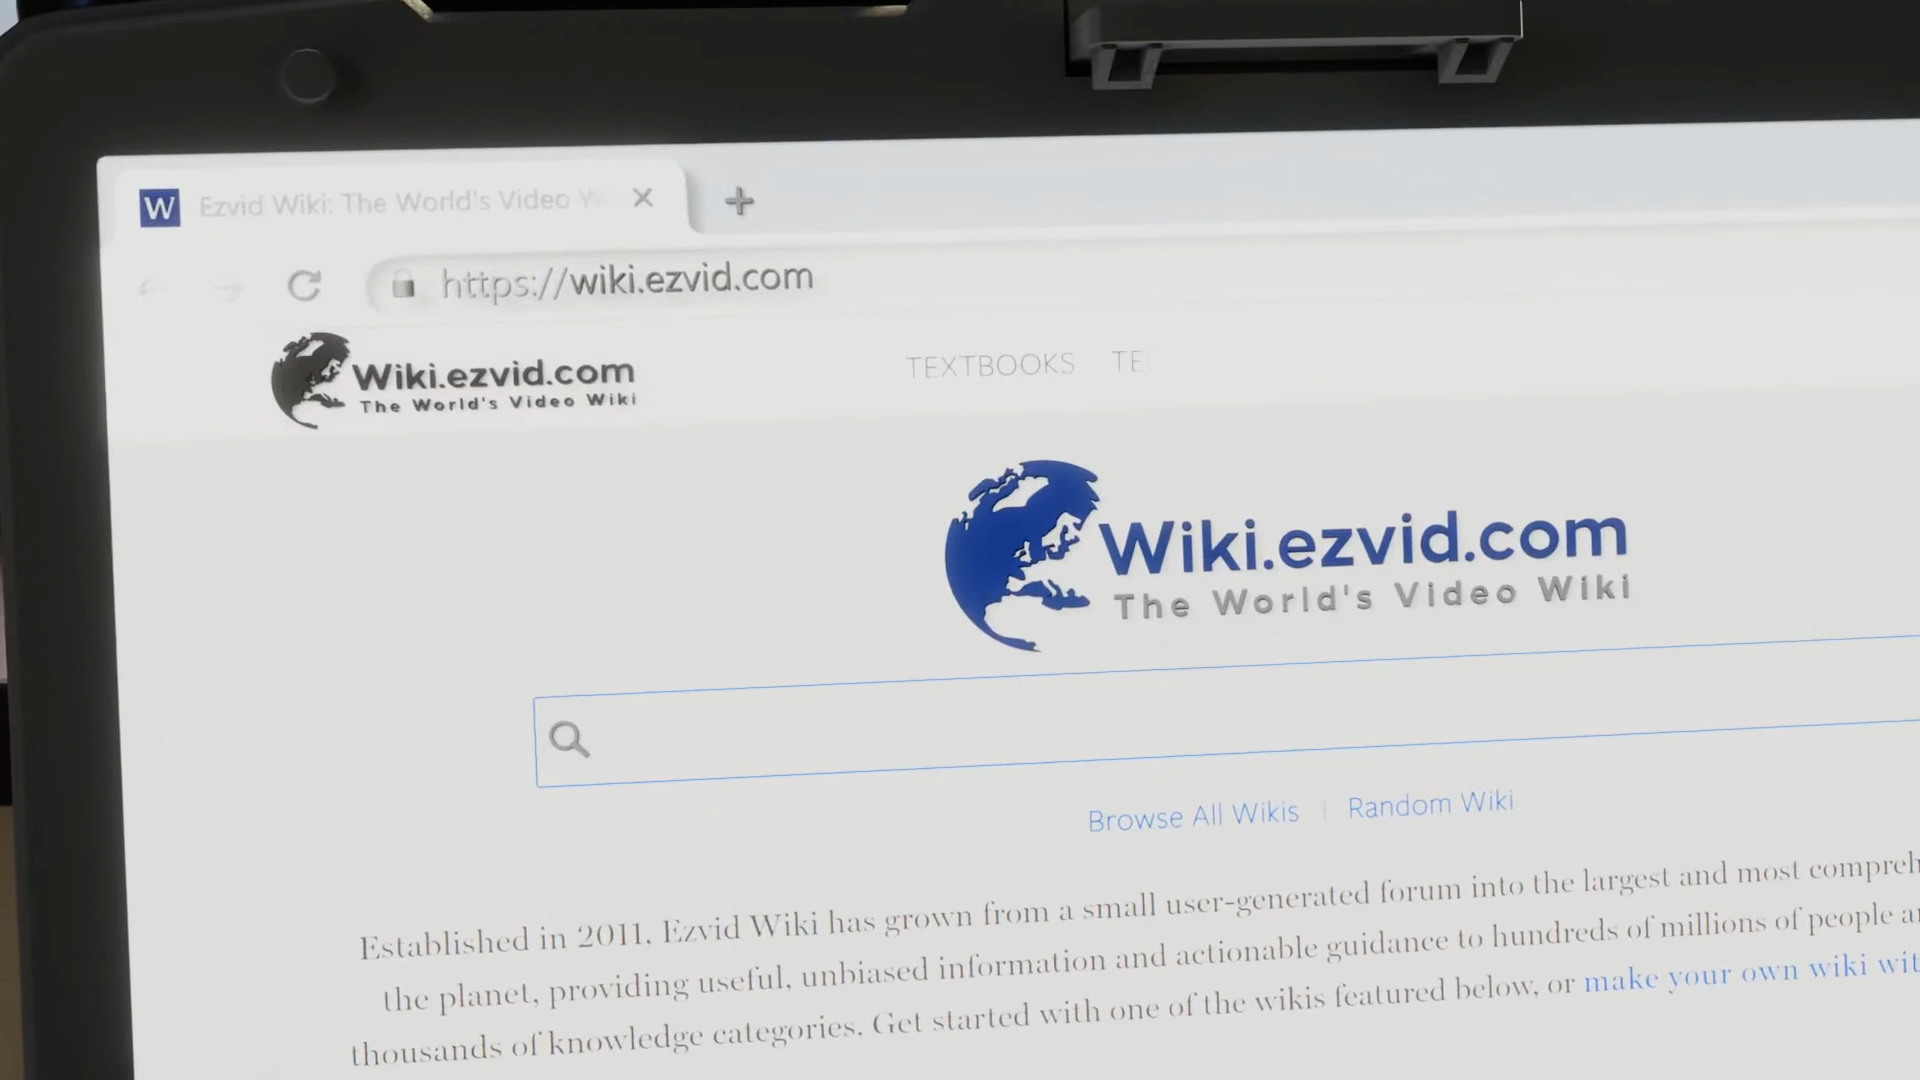 W Ezvid Wiki: The World's Video W
https://wiki.ezvid.com
Wiki.ezvid.com
The World's Video Wiki
TEXTBOOKS
Wiki.ezvid.com
The World's Video Wiki
Browse All Wikis | Random Wiki
Established in 2011, Ezvid Wiki has grown from a small user-generated forum into the largest and most
the planet, providing useful, unbiased information and actionable guidance to hundreds of millions of people
thousands of knowledge categories. Get started with one of the wikis featured below, or make your own wiki